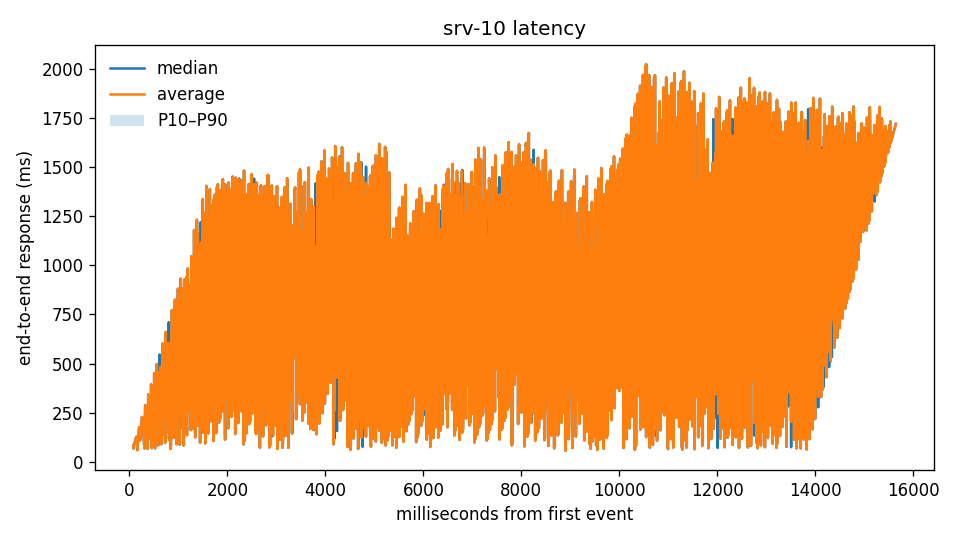 srv-10 latency
median
average
P10–P90
end-to-end response (ms)
2000
1750
1500
1250
1000
750
500
250
0
0 2000 4000 6000 8000 10000 12000 14000 16000
milliseconds from first event